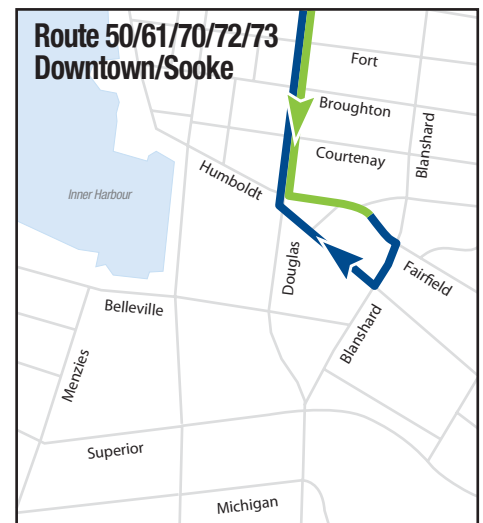 Route 50/61/70/72/73
Downtown/Sooke
Fort
Broughton
Blanshard
Courtenay
Humboldt
Inner Harbour
Douglas
Fairfield
Belleville
Blanshard
Menzies
Superior
Michigan